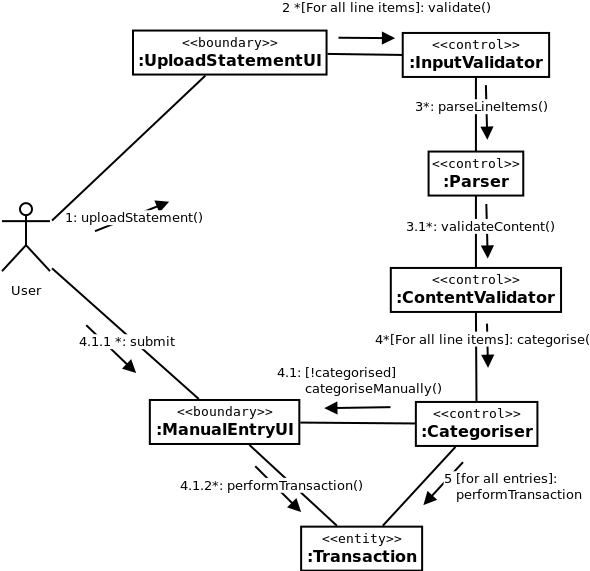 2 *[For all line items]: validate()
<<boundary>>
:UploadStatementUI
<<control>>
:InputValidator
3*: parseLineItems()
<<control>>
:Parser
1: uploadStatement()
3.1*: validateContent()
User
<<control>>
:ContentValidator
4.1.1 *: submit
4*[For all line items]: categorise(
4.1: [!categorised]
categoriseManually()
<<boundary>>
:ManualEntryUI
<<control>>
:Categoriser
4.1.2*: performTransaction()
5 [for all entries]:
performTransaction
<<entity>>
:Transaction